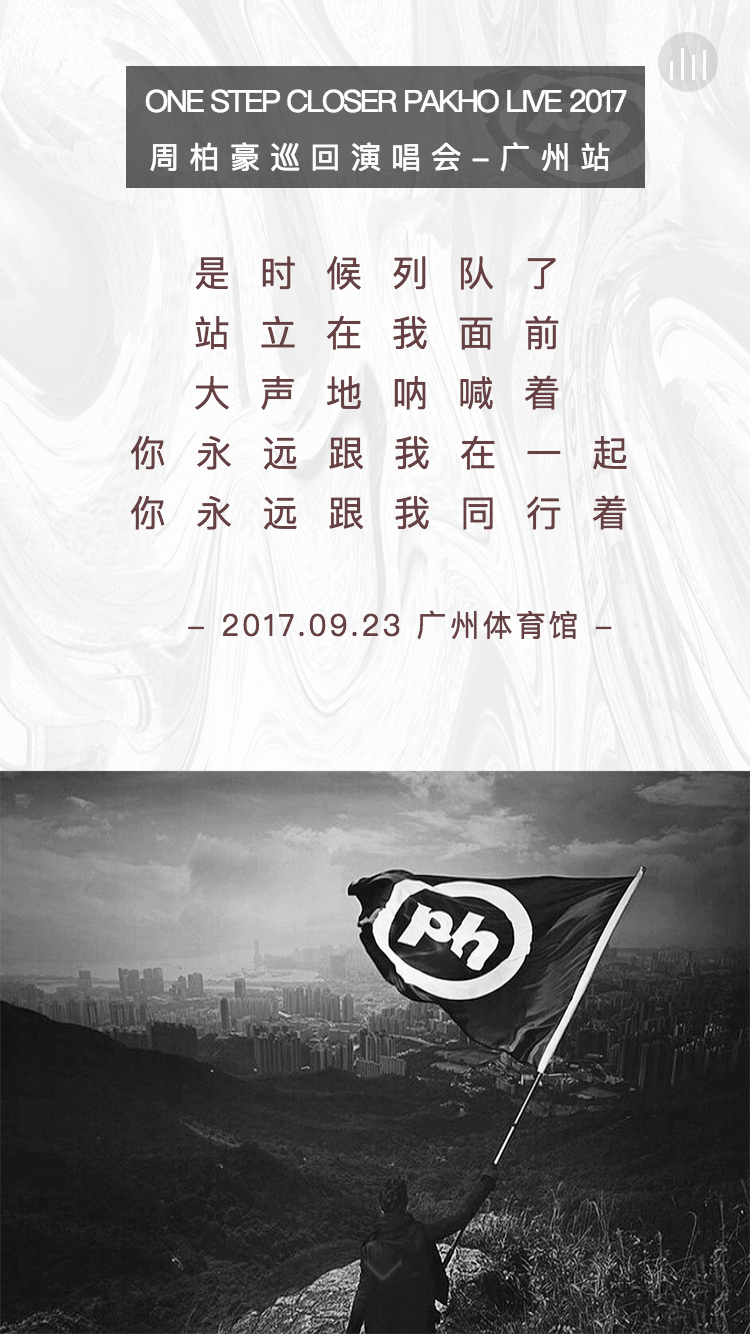 ONE STEP CLOSER PAKHO LIVE 2017
周柏豪巡回演唱会–广州站
是时候列队了
站立在我面前
大声地呐喊着
你永远跟我在一起
你永远跟我同行着
– 2017.09.23 广州体育馆 –
ph